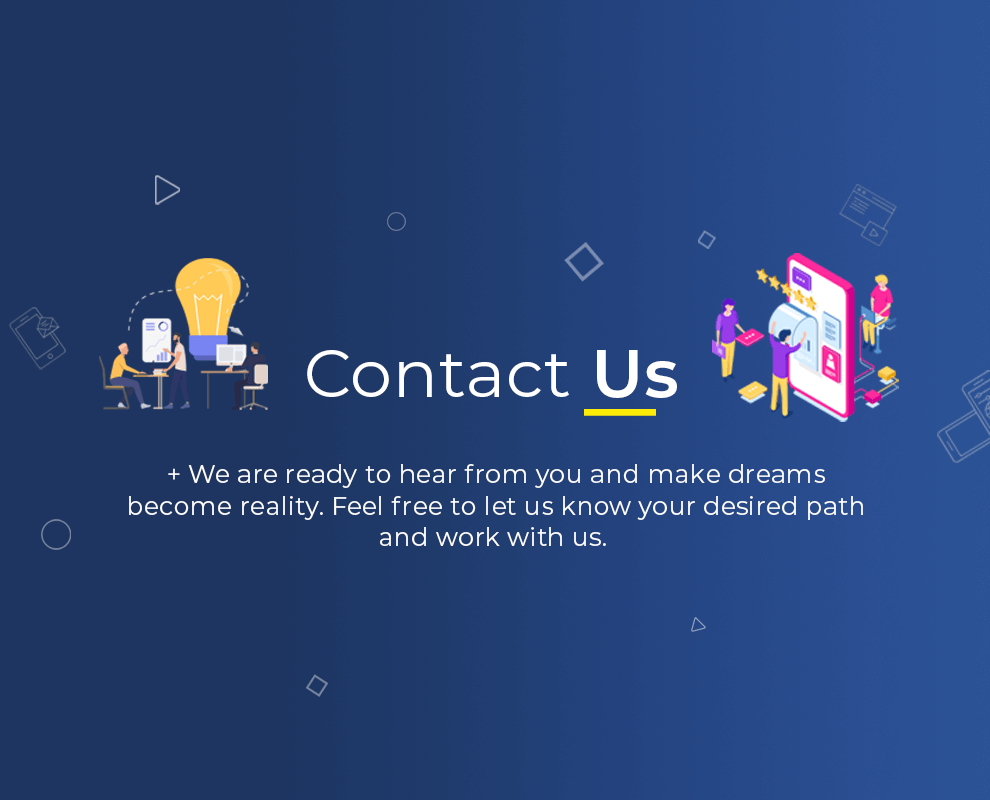 Contact Us
+ We are ready to hear from you and make dreams
become reality. Feel free to let us know your desired path
and work with us.